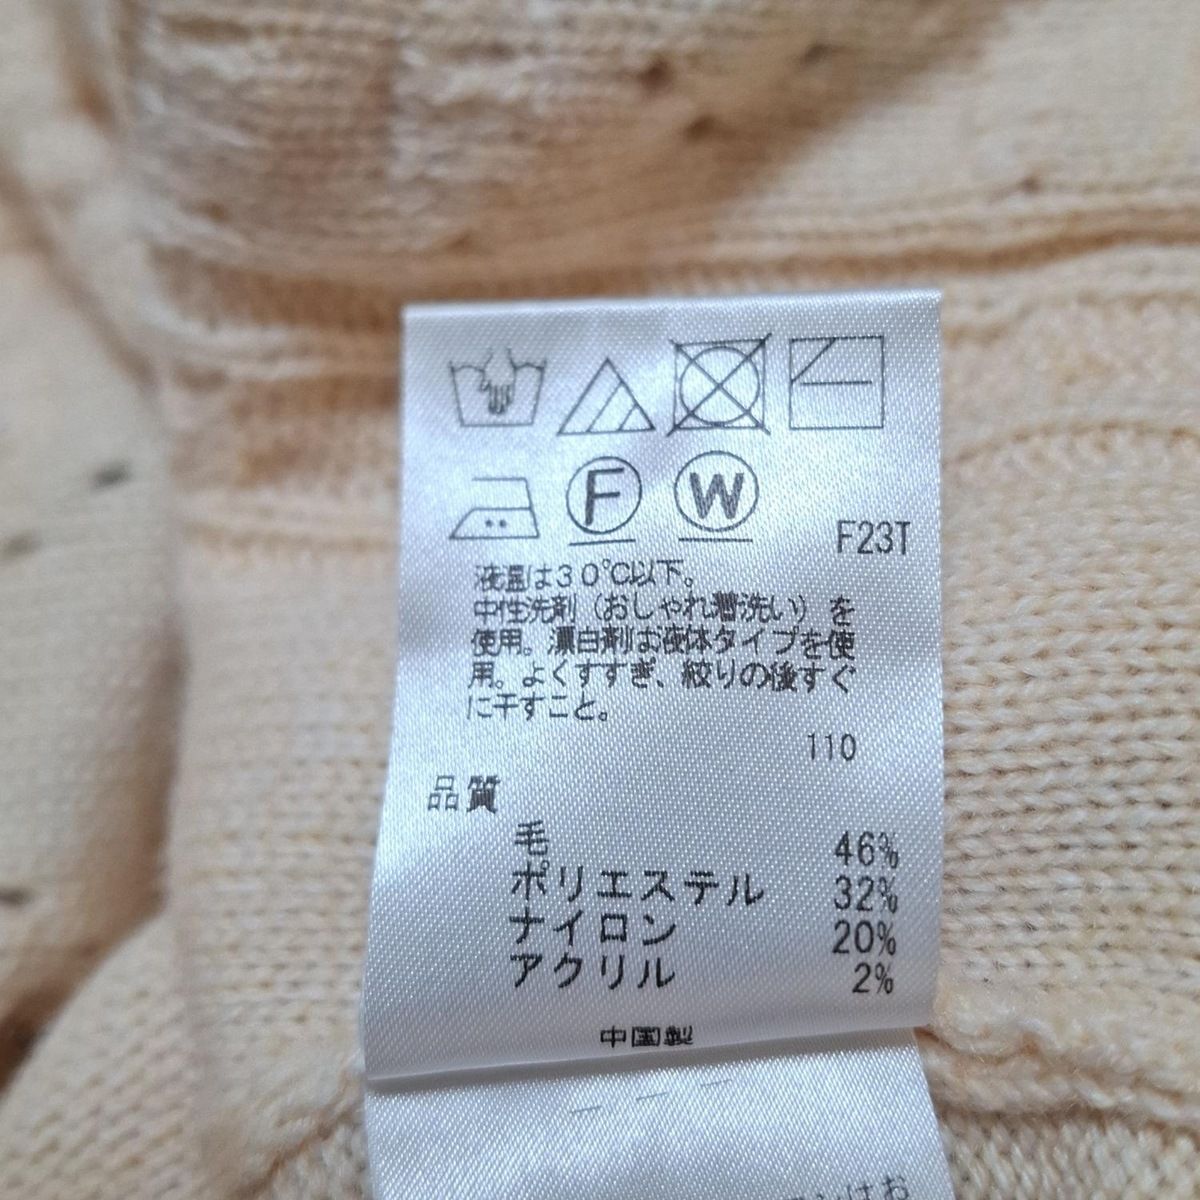 F
W
F23T
液温は30℃以下。
中性洗剤（おしゃれ着洗い）を
使用。漂白剤は液体タイプを使
用。よくすすぎ、絞りの後すぐ
に干すこと。
110
品質
毛 46%
ポリエステル 32%
ナイロン 20%
アクリル 2%
中国製